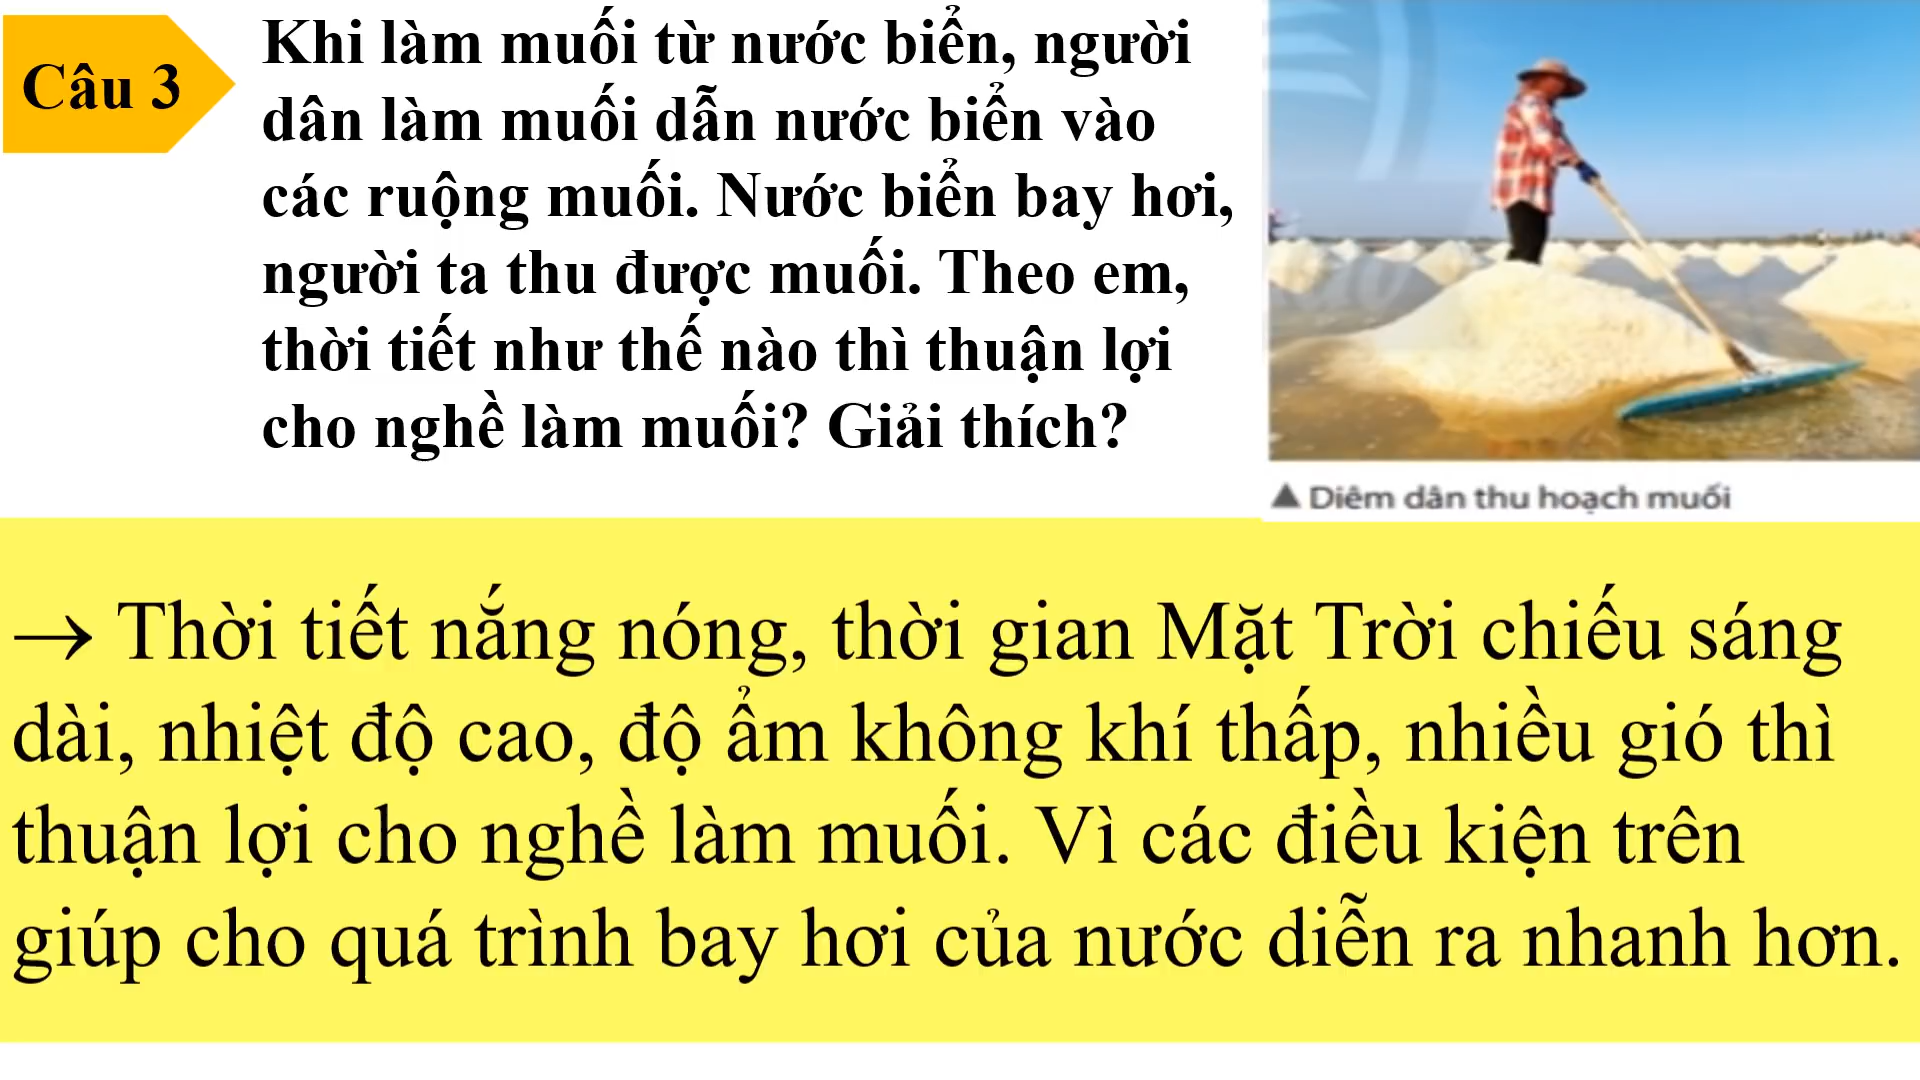 Câu 3
Khi làm muối từ nước biển, người
dân làm muối dẫn nước biển vào
các ruộng muối. Nước biển bay hơi,
người ta thu được muối. Theo em,
thời tiết như thế nào thì thuận lợi
cho nghề làm muối? Giải thích?
▲ Diêm dân thu hoạch muối
→ Thời tiết nắng nóng, thời gian Mặt Trời chiếu sáng
dài, nhiệt độ cao, độ ẩm không khí thấp, nhiều gió thì
thuận lợi cho nghề làm muối. Vì các điều kiện trên
giúp cho quá trình bay hơi của nước diễn ra nhanh hơn.